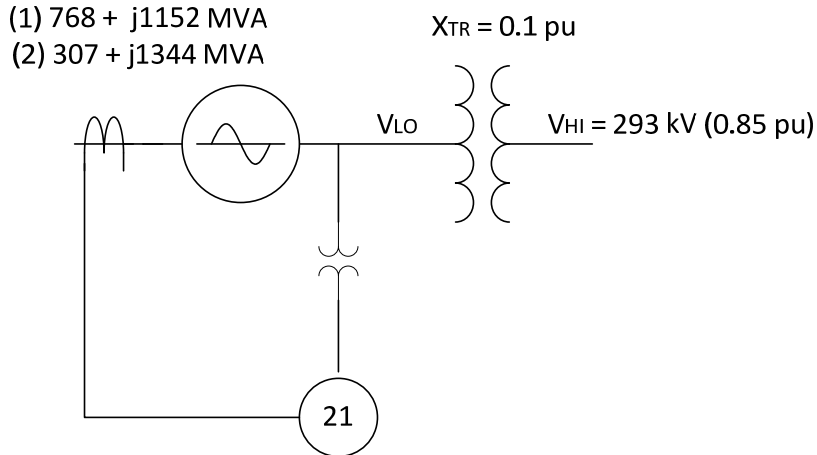 (1) 768 + j1152 MVA
(2) 307 + j1344 MVA
XTR = 0.1 pu
VLO
VHI = 293 kV (0.85 pu)
21